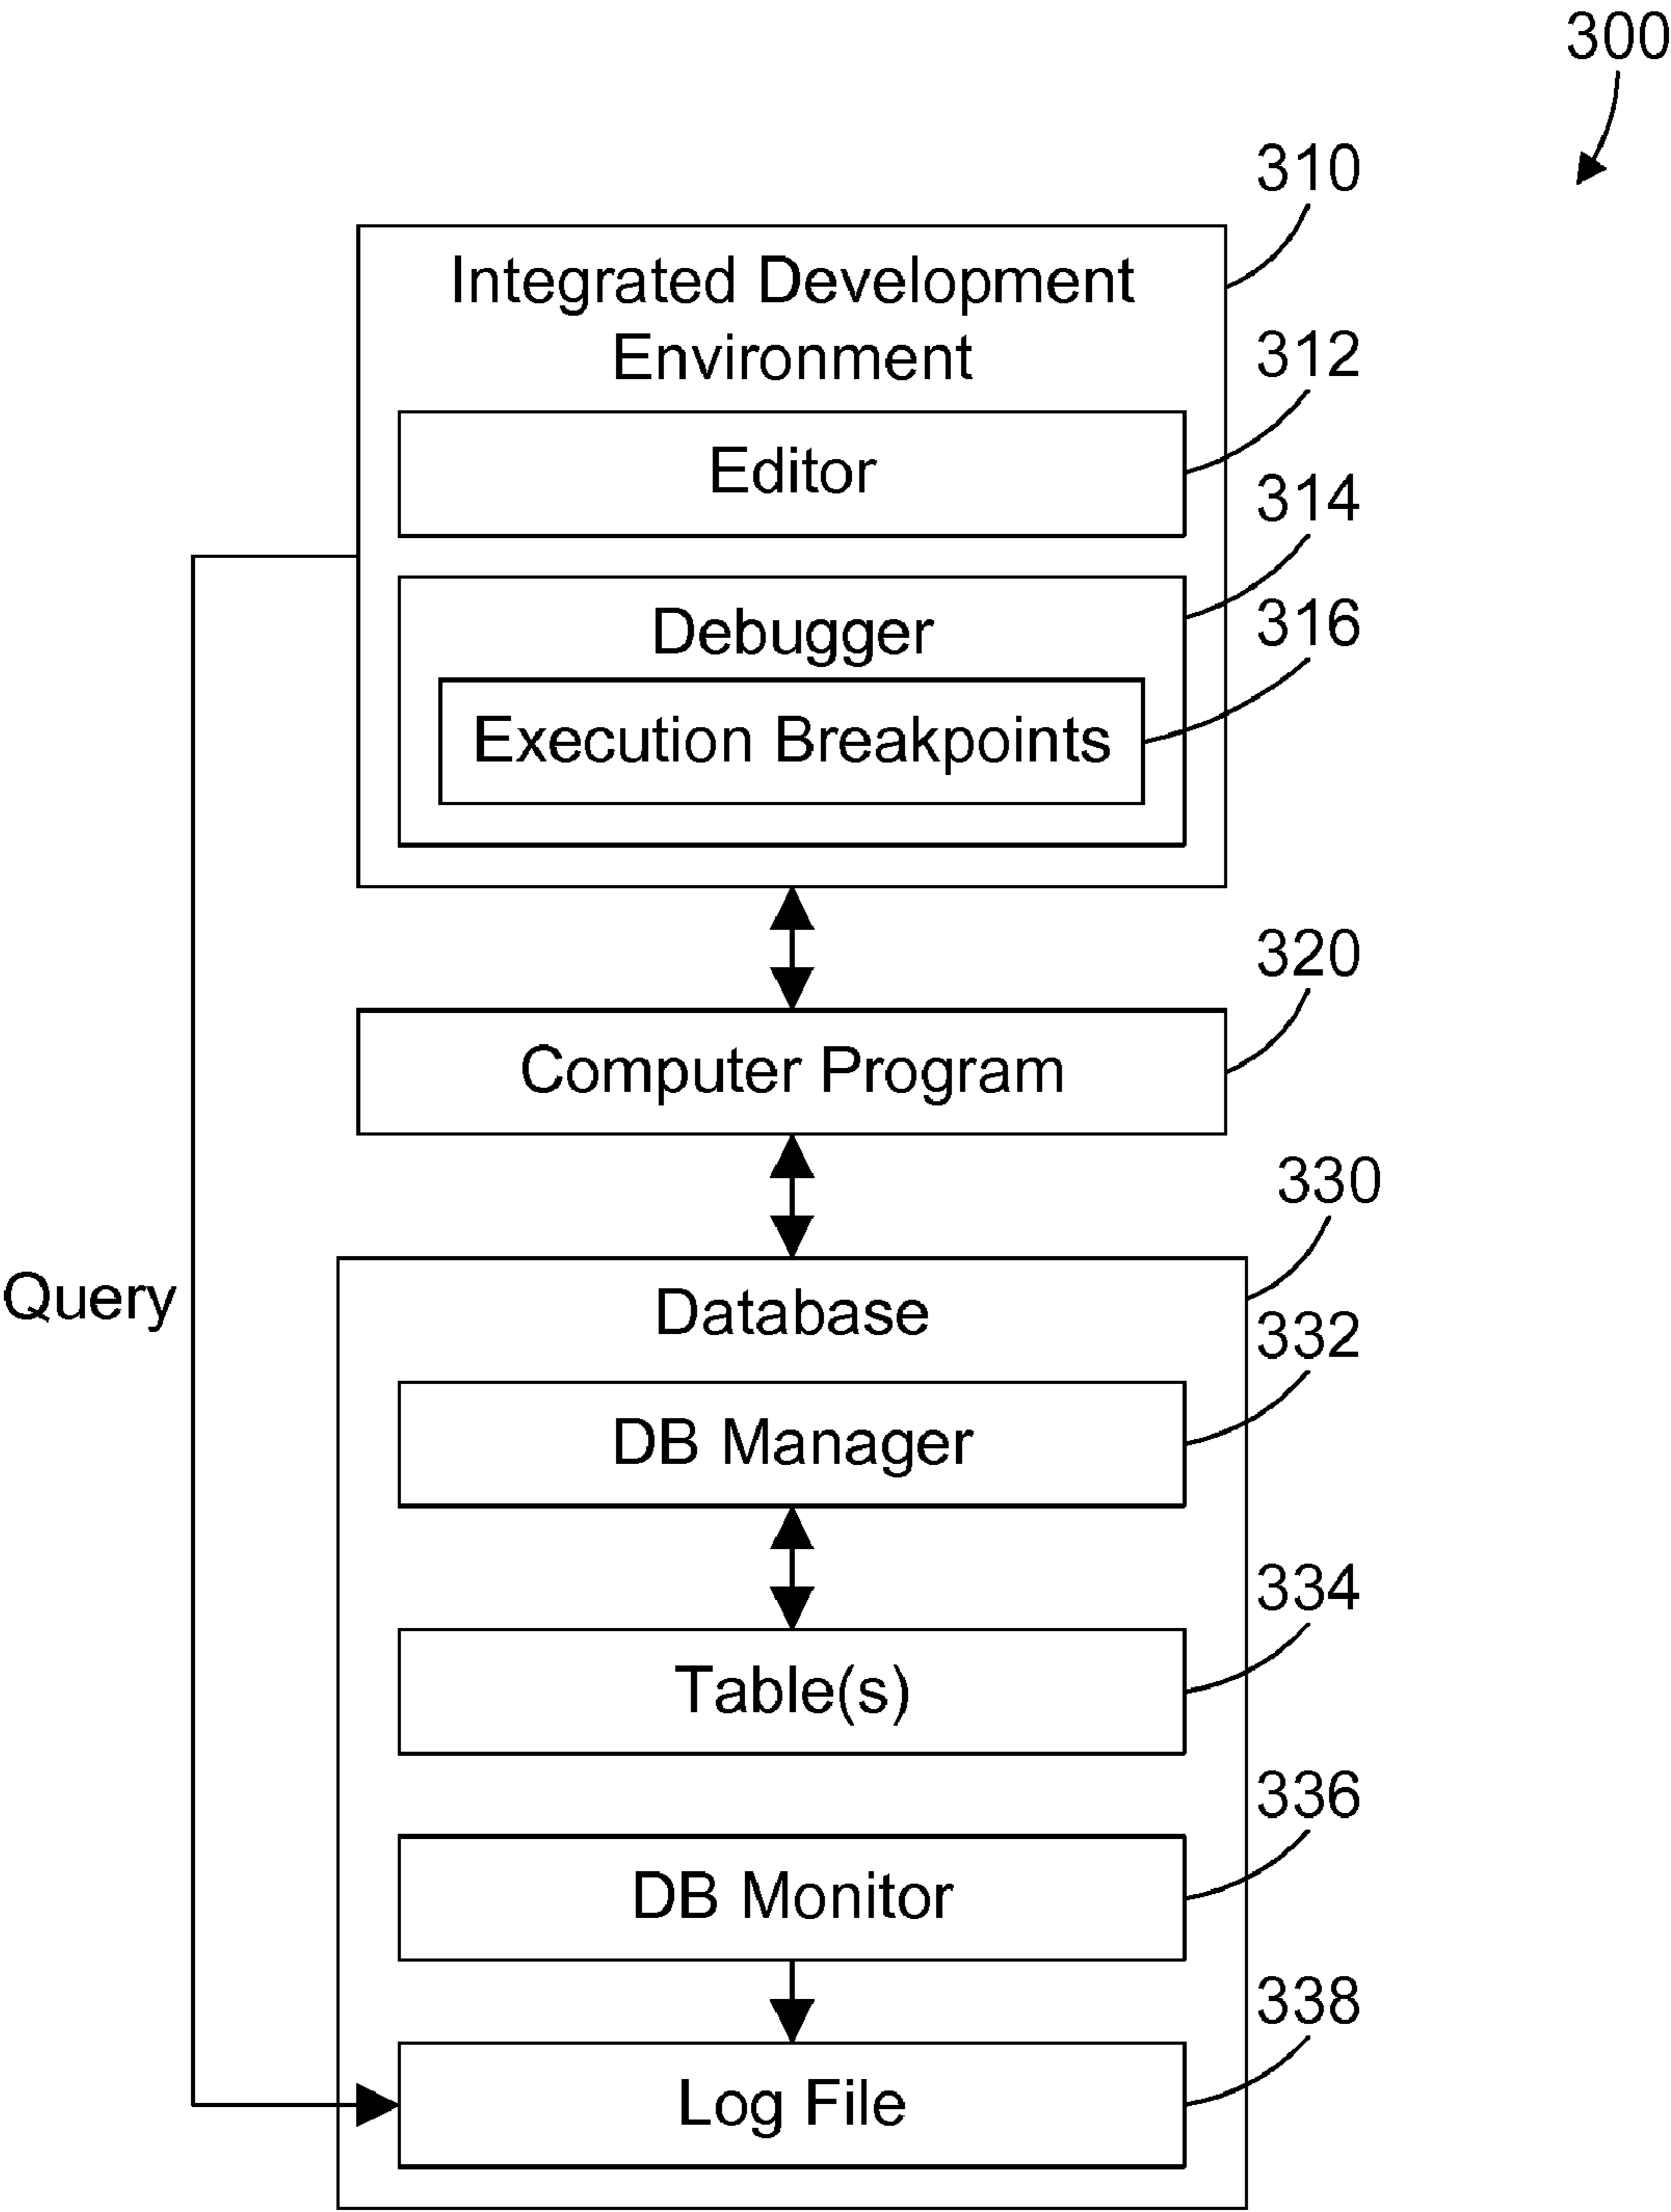 300
310
Integrated Development
Environment
312
Editor
314
Debugger
316
Execution Breakpoints
320
Computer Program
330
Query
Database
332
DB Manager
334
Table(s)
336
DB Monitor
338
Log File